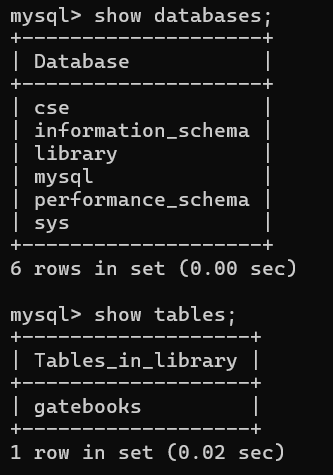 mysql> show databases;
+--------------------+
| Database           |
+--------------------+
| cse                |
| information_schema |
| library            |
| mysql              |
| performance_schema |
| sys                |
+--------------------+
6 rows in set (0.00 sec)

mysql> show tables;
+-------------------+
| Tables_in_library |
+-------------------+
| gatebooks         |
+-------------------+
1 row in set (0.02 sec)